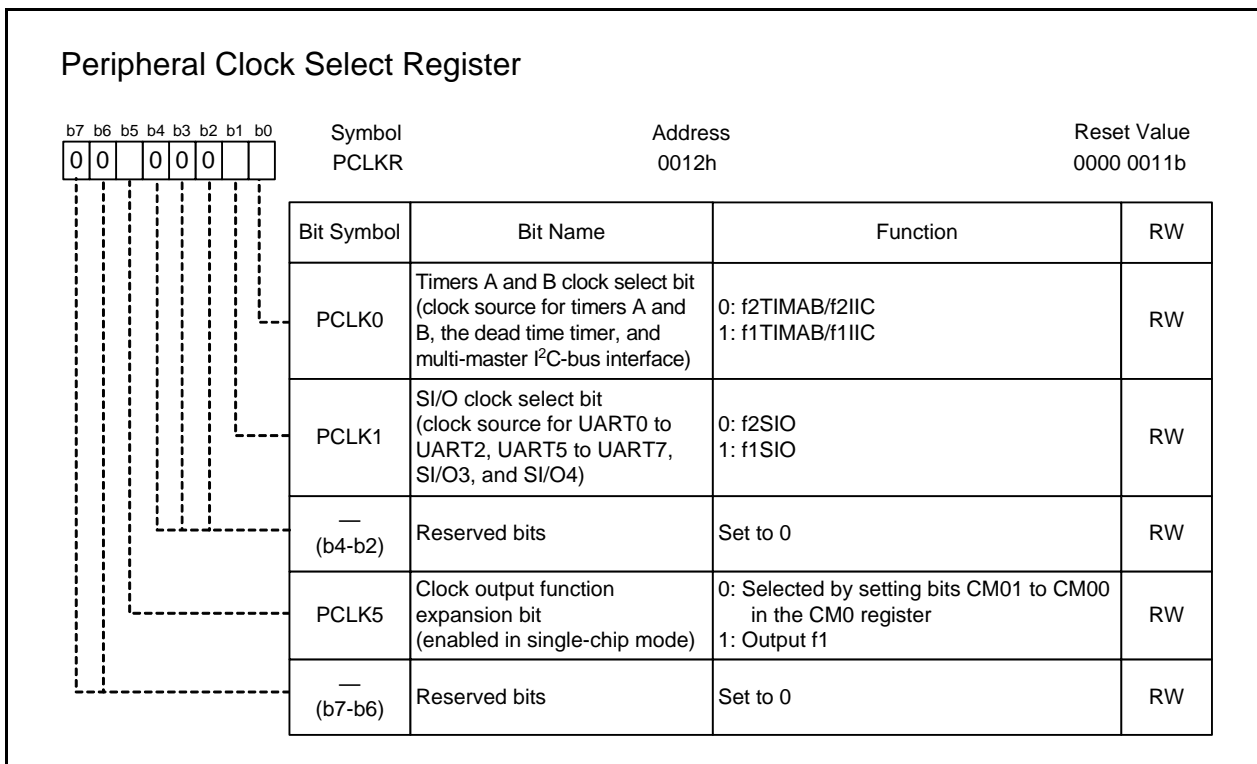 Peripheral Clock Select Register
b7 b6 b5 b4 b3 b2 b1 b0
0 0 0 0 0
Symbol Address Reset Value
PCLKR 0012h 0000 0011b
Bit Symbol Bit Name Function RW
PCLK0
Timers A and B clock select bit
(clock source for timers A and
B, the dead time timer, and
multi-master I²C-bus interface)
0: f2TIMAB/f2IIC
1: f1TIMAB/f1IIC
RW
PCLK1
SI/O clock select bit
(clock source for UART0 to
UART2, UART5 to UART7,
SI/O3, and SI/O4)
0: f2SIO
1: f1SIO
RW
—
(b4-b2)
Reserved bits
Set to 0
RW
PCLK5
Clock output function
expansion bit
(enabled in single-chip mode)
0: Selected by setting bits CM01 to CM00
in the CM0 register
1: Output f1
RW
—
(b7-b6)
Reserved bits
Set to 0
RW